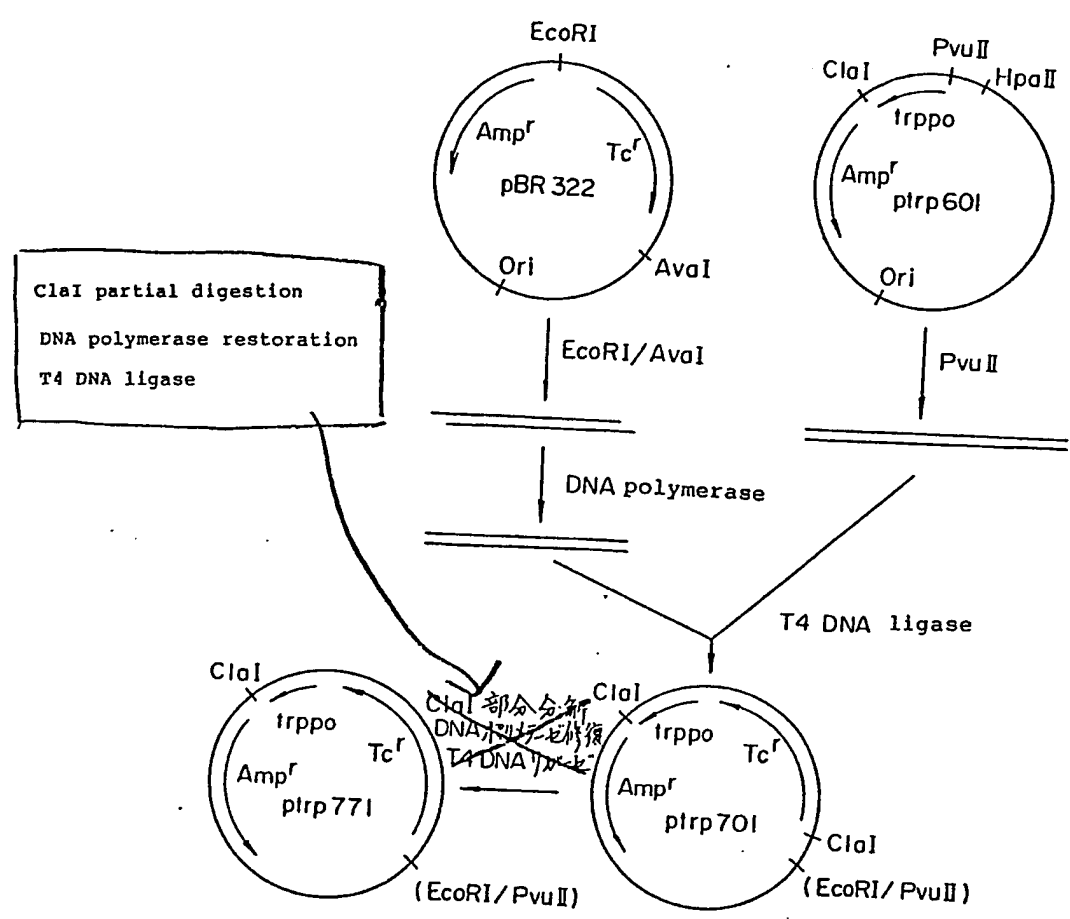 EcoRI
Ampʳ
Tcʳ
pBR322
Ori
AvaI
PvuⅡ
ClaI
HpaⅡ
trppo
Ampʳ
ptrp601
Ori
ClaI partial digestion
DNA polymerase restoration
T4 DNA ligase
EcoRI/AvaI
PvuⅡ
DNA polymerase
T4 DNA ligase
ClaI 部分分解
DNAポリメラーゼ修復
T4 DNAリガーゼ
ClaI
trppo
Tcʳ
Ampʳ
ptrp771
(EcoRI/PvuⅡ)
ClaI
trppo
Tcʳ
Ampʳ
ptrp701
ClaI
(EcoRI/PvuⅡ)